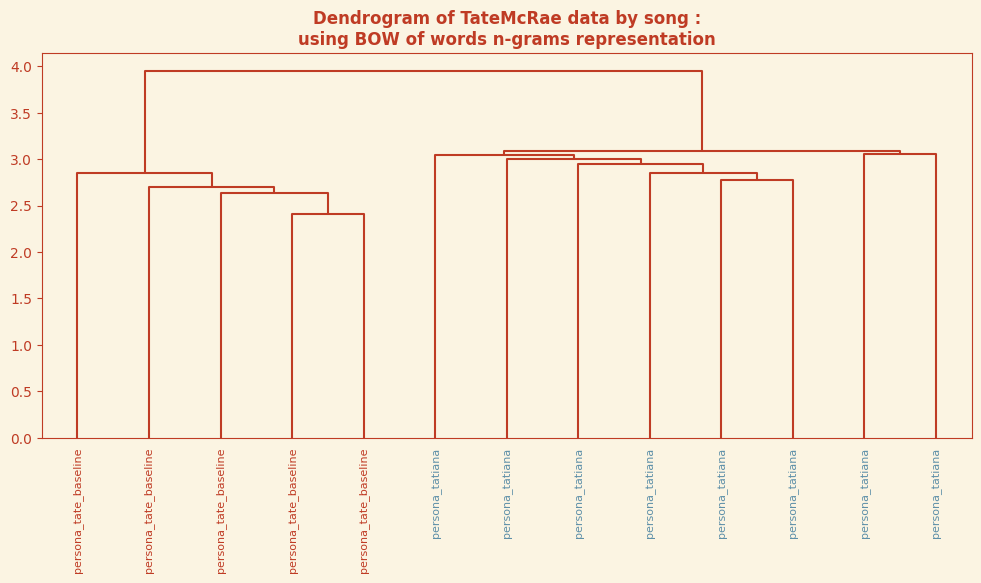 Dendrogram of TateMcRae data by song :
using BOW of words n-grams representation
4.0
3.5
3.0
2.5
2.0
1.5
1.0
0.5
0.0
persona_tate_baseline
persona_tate_baseline
persona_tate_baseline
persona_tate_baseline
persona_tate_baseline
persona_tatiana
persona_tatiana
persona_tatiana
persona_tatiana
persona_tatiana
persona_tatiana
persona_tatiana
persona_tatiana